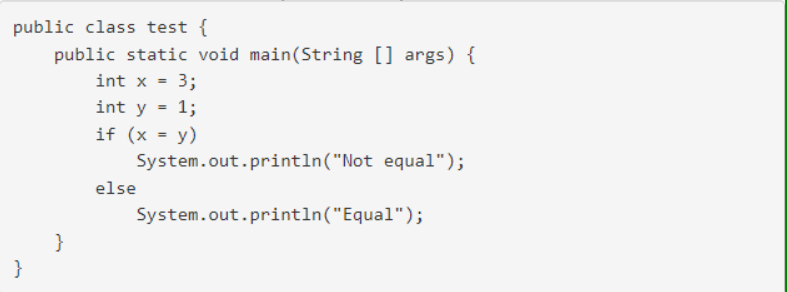 public class test {
    public static void main(String [] args) {
        int x = 3;
        int y = 1;
        if (x = y)
            System.out.println("Not equal");
        else
            System.out.println("Equal");
    }
}